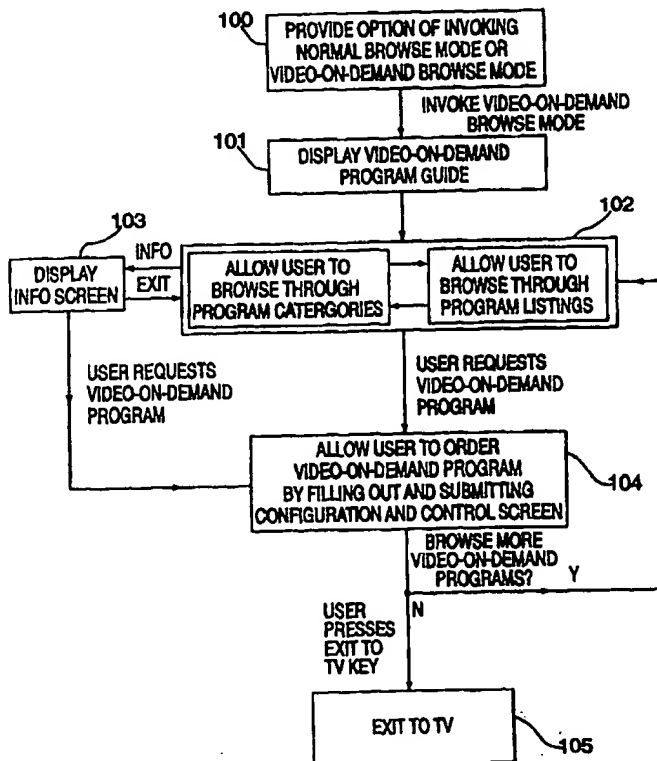 100
PROVIDE OPTION OF INVOKING
NORMAL BROWSE MODE OR
VIDEO-ON-DEMAND BROWSE MODE
INVOKE VIDEO-ON-DEMAND
BROWSE MODE
101
DISPLAY VIDEO-ON-DEMAND
PROGRAM GUIDE
103
DISPLAY
INFO SCREEN
INFO
EXIT
102
ALLOW USER TO
BROWSE THROUGH
PROGRAM CATERGORIES
ALLOW USER TO
BROWSE THROUGH
PROGRAM LISTINGS
USER REQUESTS
VIDEO-ON-DEMAND
PROGRAM
USER REQUESTS
VIDEO-ON-DEMAND
PROGRAM
ALLOW USER TO ORDER
VIDEO-ON-DEMAND PROGRAM
BY FILLING OUT AND SUBMITTING
CONFIGURATION AND CONTROL SCREEN
104
BROWSE MORE
VIDEO-ON-DEMAND
PROGRAMS?
Y
N
USER
PRESSES
EXIT TO
TV KEY
EXIT TO TV
105